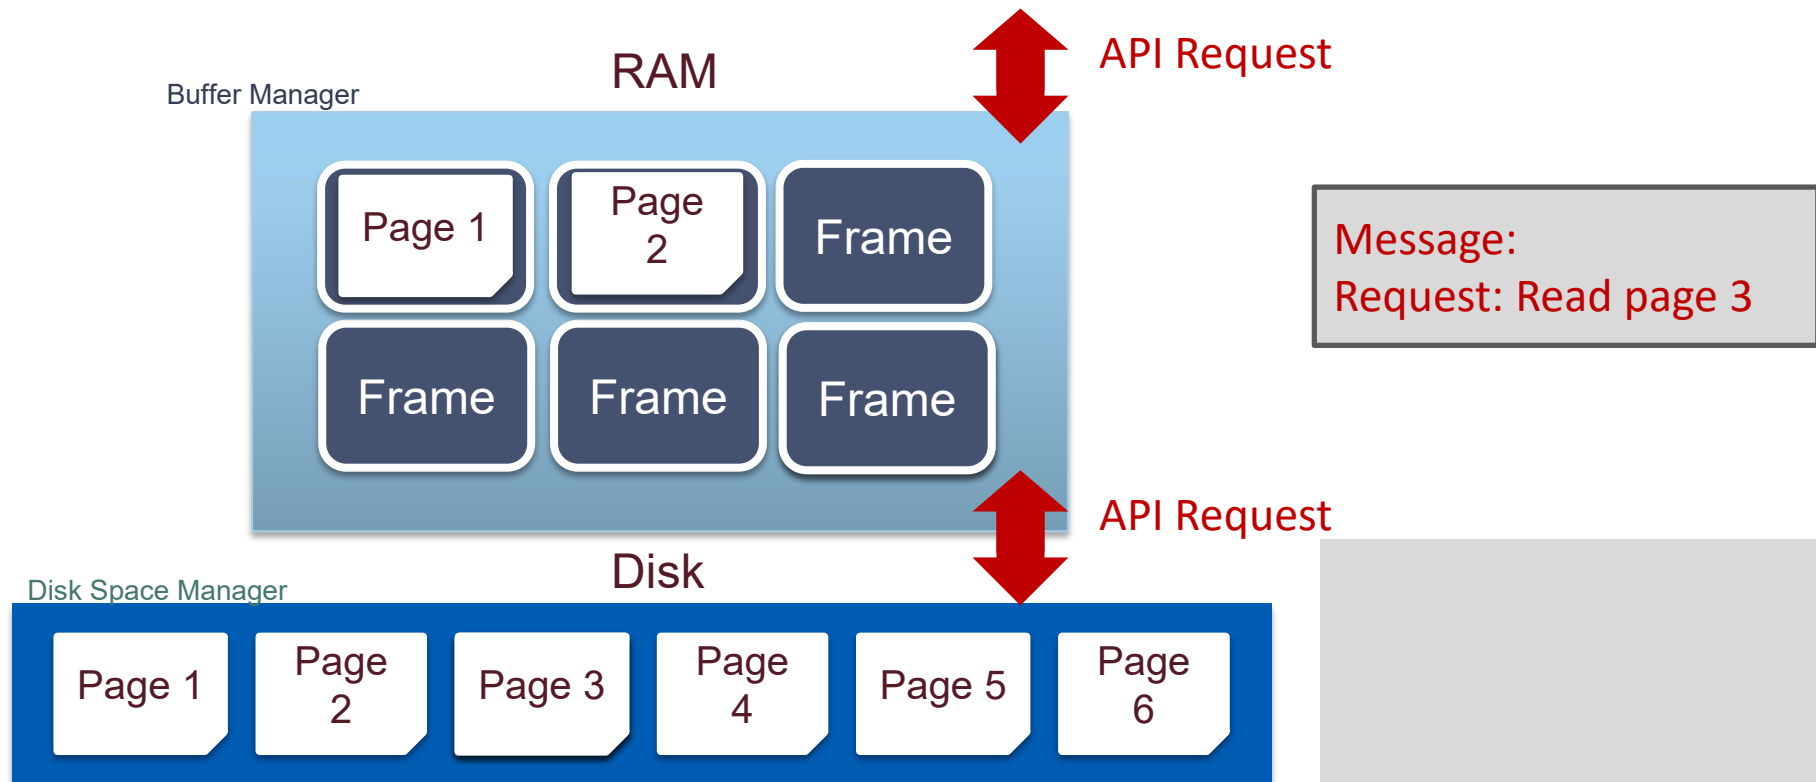 API Request
RAM
Buffer Manager
Page 1
Page
2
Frame
Message:
Request: Read page 3
Frame
Frame
Frame
API Request
Disk
Disk Space Manager
Page 1
Page
2
Page 3
Page
4
Page 5
Page
6